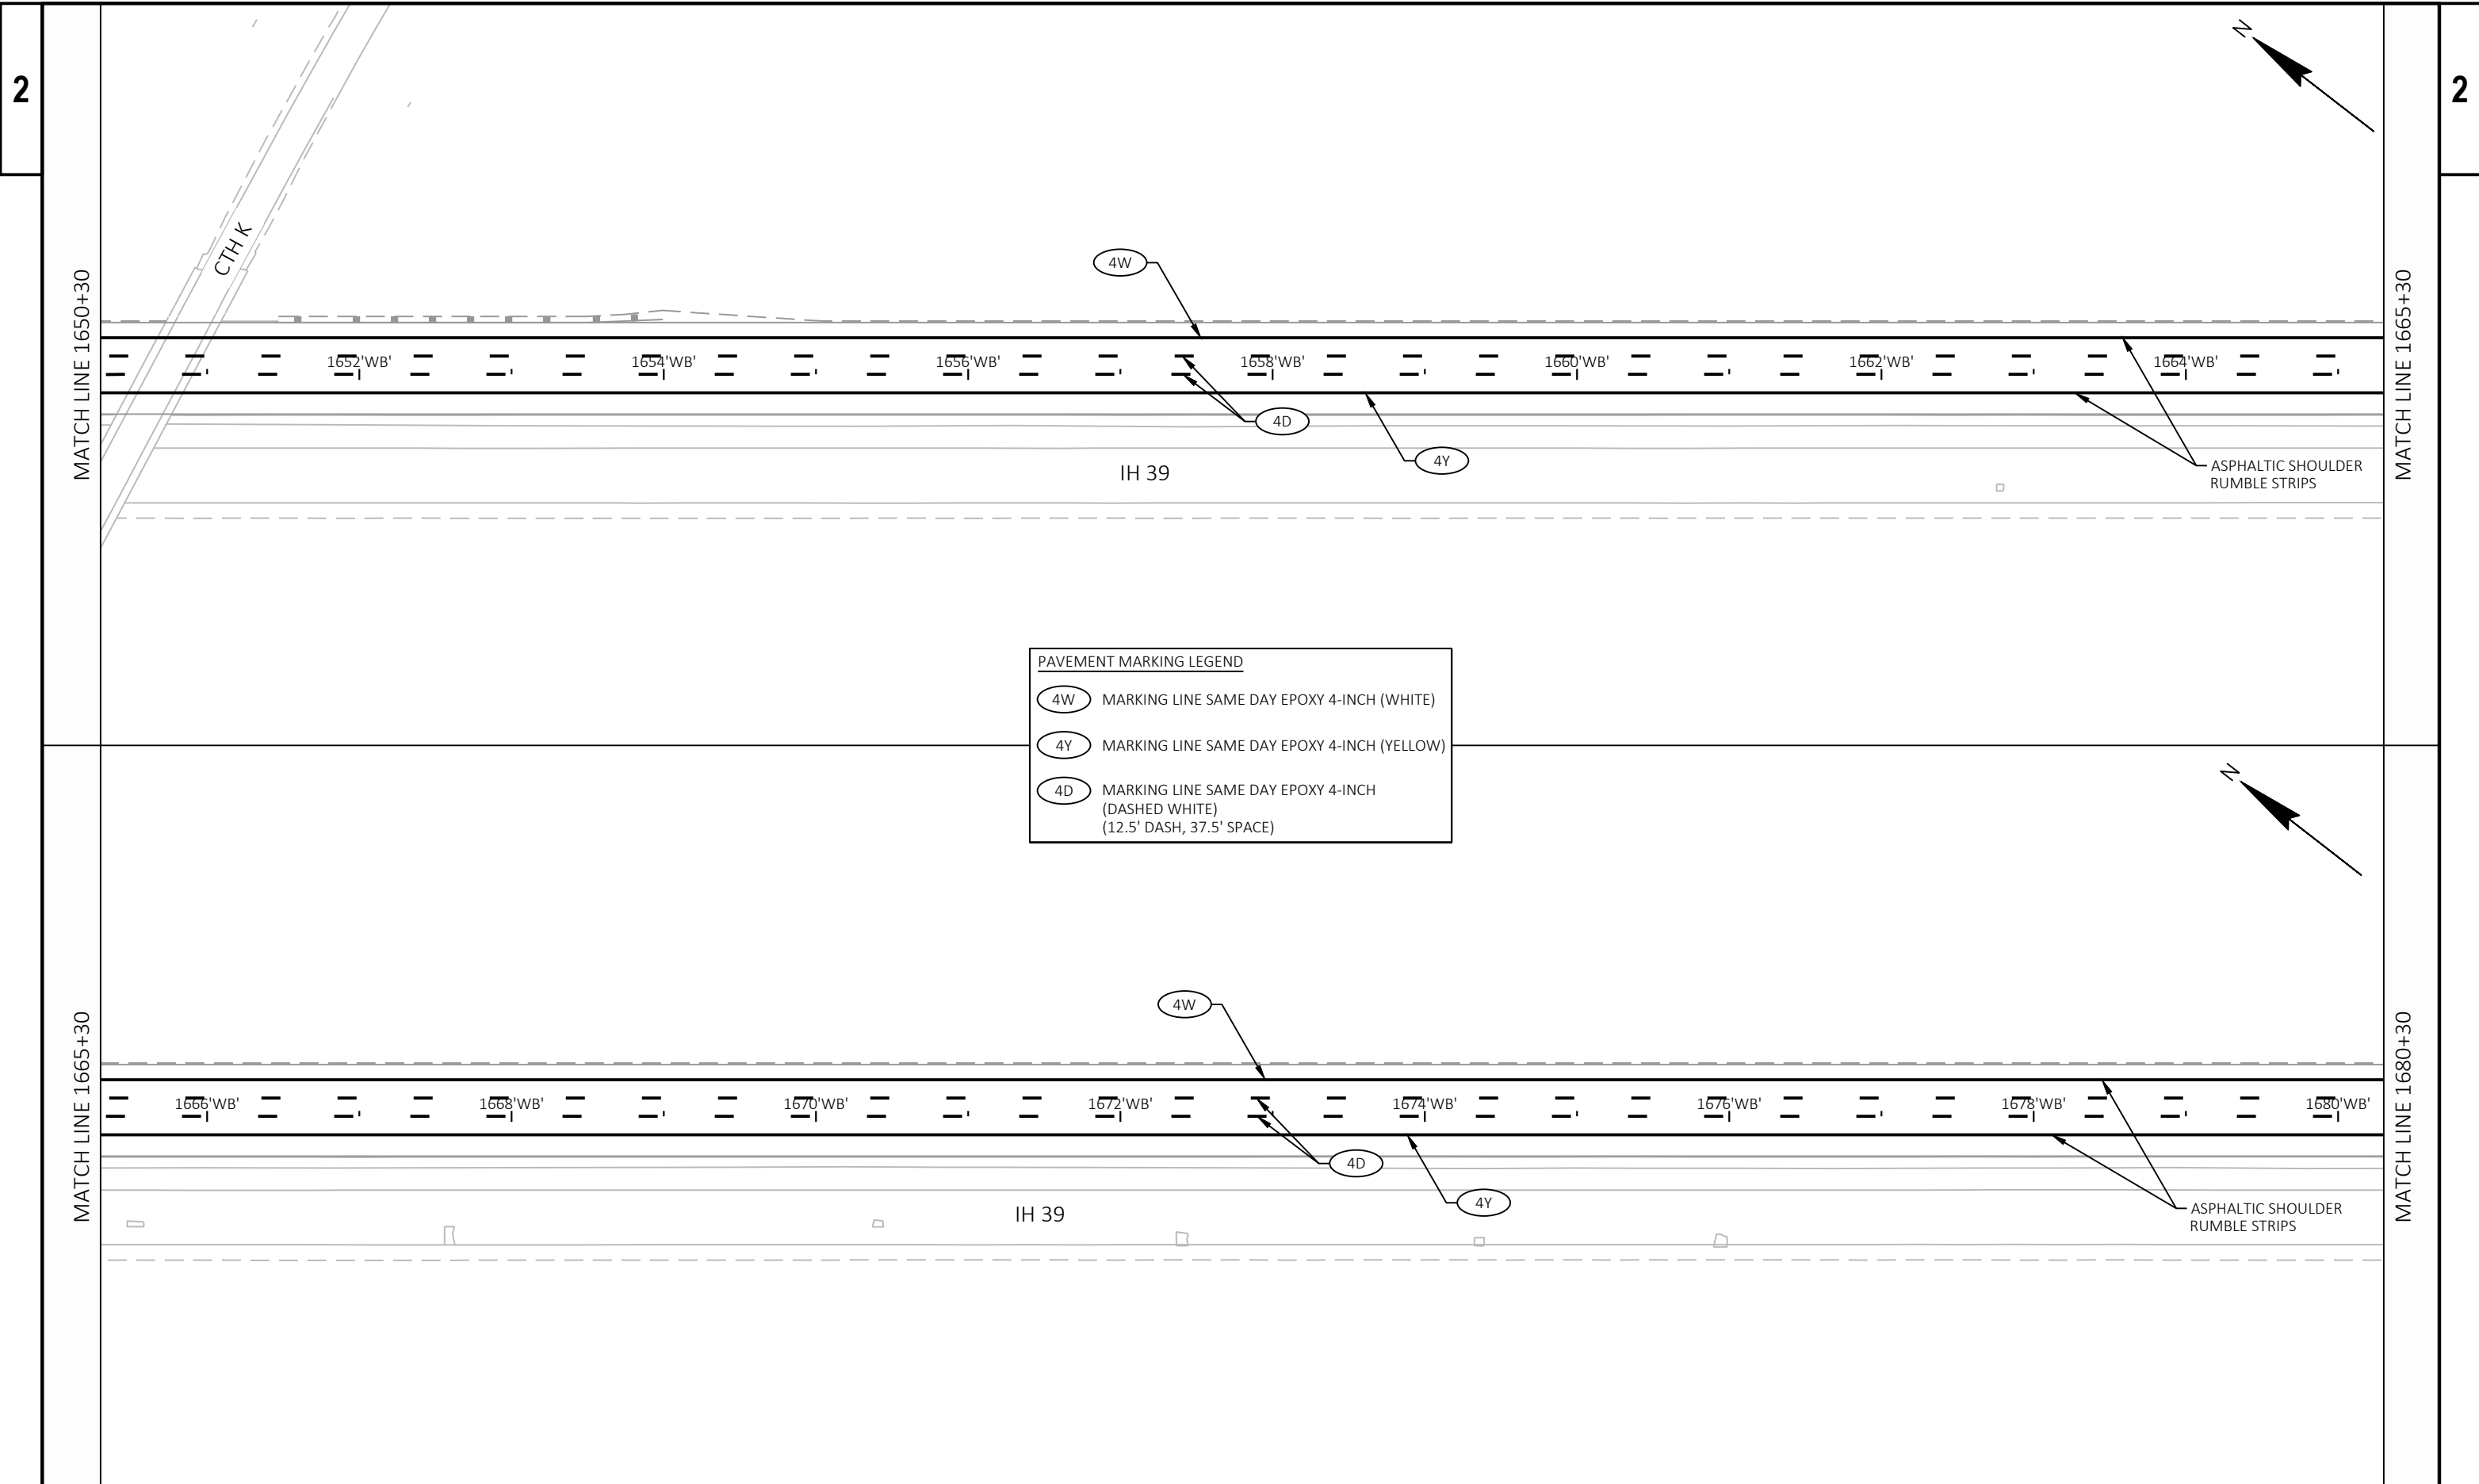 2
2
N
CTH K
MATCH LINE 1650+30
MATCH LINE 1665+30
4W
1652'WB'
1654'WB'
1656'WB'
1658'WB'
1660'WB'
1662'WB'
1664'WB'
4D
4Y
IH 39
ASPHALTIC SHOULDER
RUMBLE STRIPS
PAVEMENT MARKING LEGEND
4W MARKING LINE SAME DAY EPOXY 4-INCH (WHITE)
4Y MARKING LINE SAME DAY EPOXY 4-INCH (YELLOW)
4D MARKING LINE SAME DAY EPOXY 4-INCH
(DASHED WHITE)
(12.5' DASH, 37.5' SPACE)
N
MATCH LINE 1665+30
MATCH LINE 1680+30
4W
1666'WB'
1668'WB'
1670'WB'
1672'WB'
1674'WB'
1676'WB'
1678'WB'
1680'WB'
4D
4Y
IH 39
ASPHALTIC SHOULDER
RUMBLE STRIPS